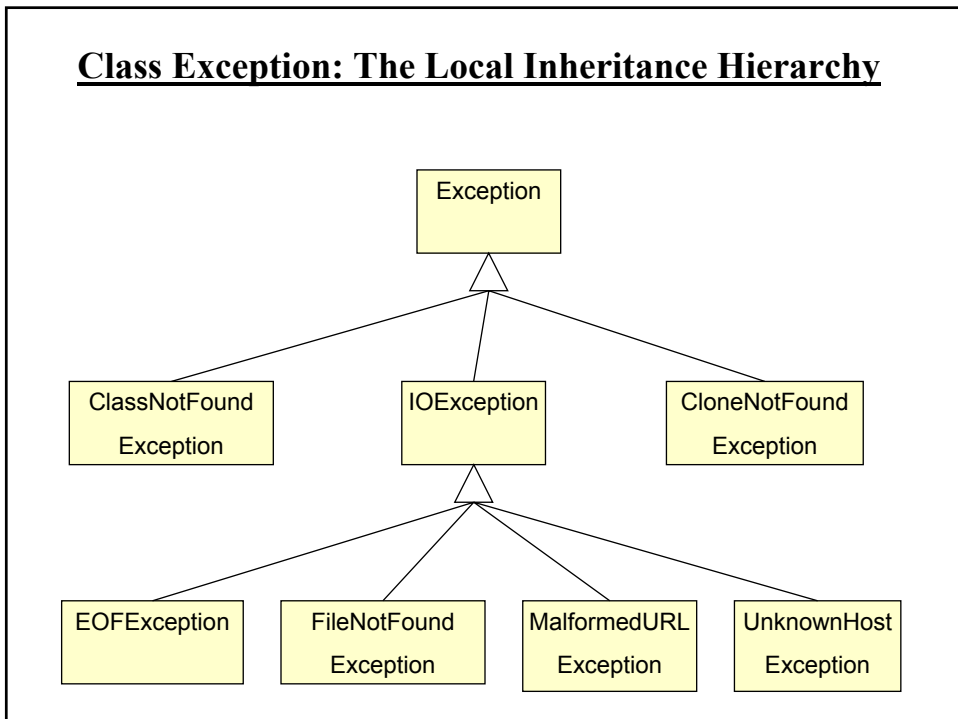 Class Exception: The Local Inheritance Hierarchy
Exception
ClassNotFound
Exception
IOException
CloneNotFound
Exception
EOFException
FileNotFound
Exception
MalformedURL
Exception
UnknownHost
Exception